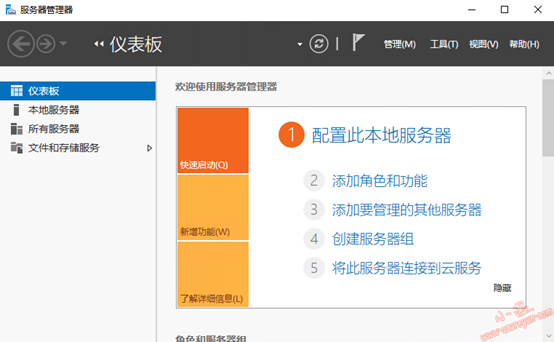 服务器管理器
仪表板
管理(M) 工具(T) 视图(V) 帮助(H)
仪表板
本地服务器
所有服务器
文件和存储服务
欢迎使用服务器管理器
快速启动(Q)
新增功能(W)
了解详细信息(L)
1 配置此本地服务器
2 添加角色和功能
3 添加要管理的其他服务器
4 创建服务器组
5 将此服务器连接到云服务
隐藏
角色和服务器组